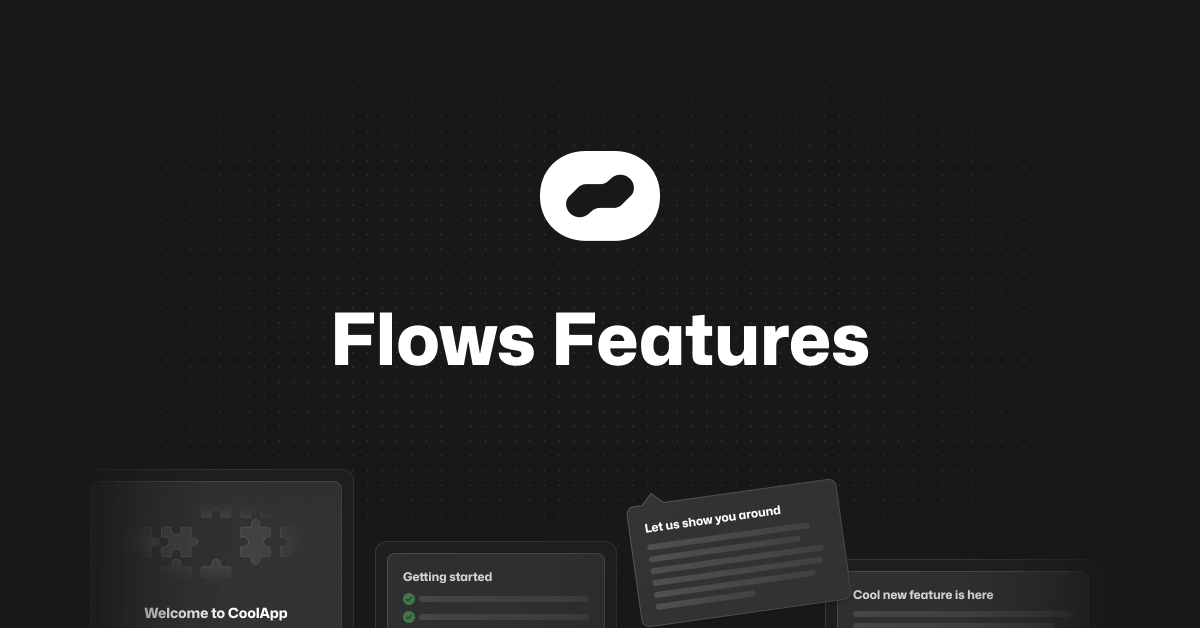 Flows Features
Welcome to CoolApp
Getting started
Let us show you around
Cool new feature is here